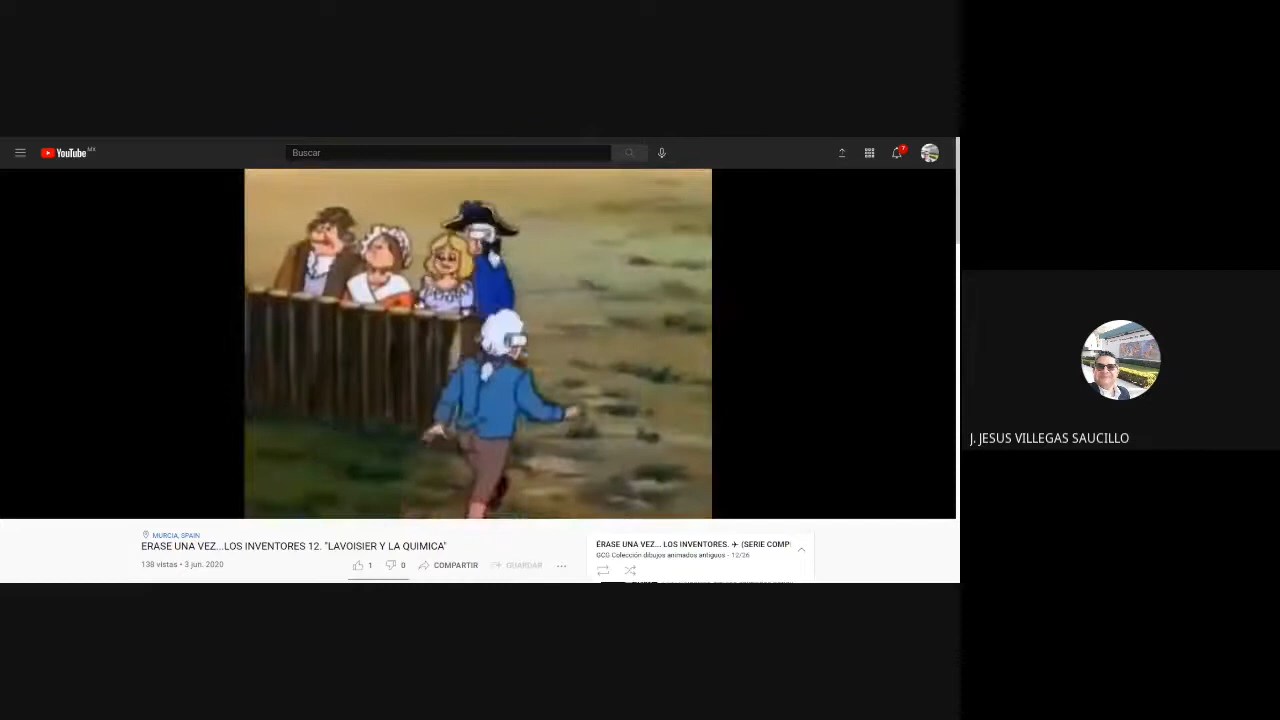 YouTube MX
Buscar
7
MURCIA, SPAIN
ERASE UNA VEZ...LOS INVENTORES 12. "LAVOISIER Y LA QUIMICA"
138 vistas • 3 jun. 2020
1
0
COMPARTIR
GUARDAR
ÉRASE UNA VEZ... LOS INVENTORES. ✈ (SERIE COMP
GCG Colección dibujos animados antiguos - 12/26
J. JESUS VILLEGAS SAUCILLO